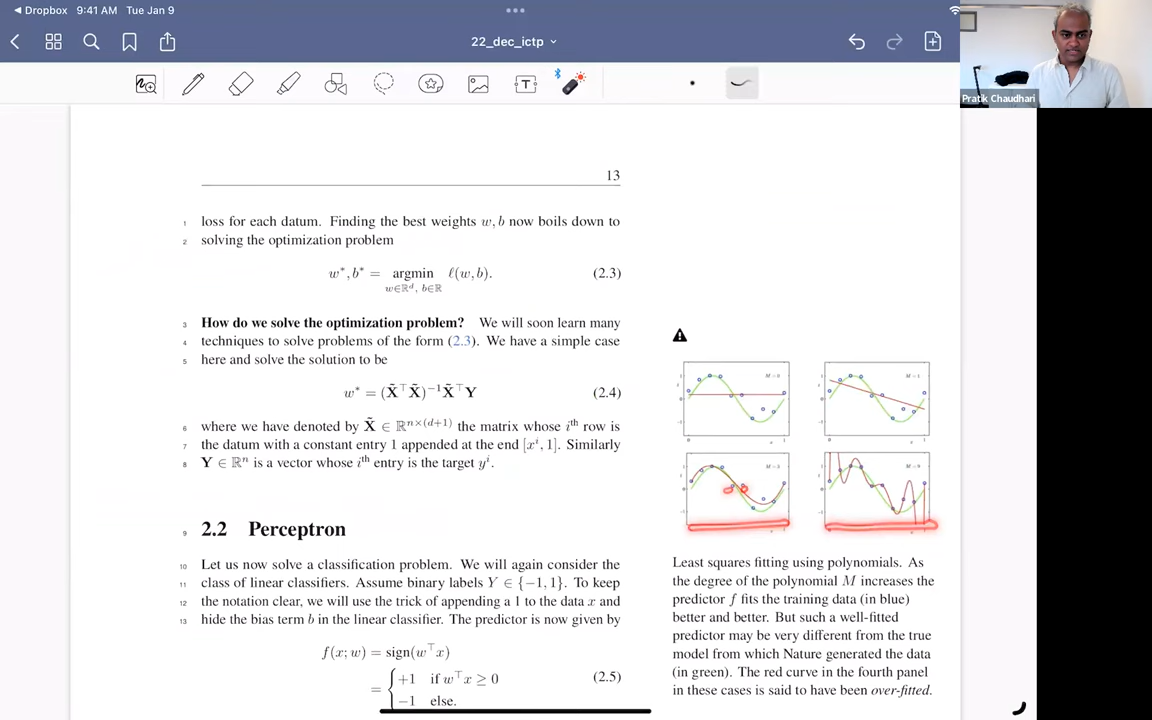 ◀ Dropbox 9:41 AM Tue Jan 9
22_dec_ictp
T
Pratik Chaudhari
13
1 loss for each datum. Finding the best weights w, b now boils down to
2 solving the optimization problem
w*, b* = argmin ℓ(w, b). (2.3)
w∈ℝᵈ, b∈ℝ
3 How do we solve the optimization problem? We will soon learn many
4 techniques to solve problems of the form (2.3). We have a simple case
5 here and solve the solution to be
w* = (X̃⊤X̃)⁻¹X̃⊤Y (2.4)
6 where we have denoted by X̃ ∈ ℝⁿˣ⁽ᵈ⁺¹⁾ the matrix whose iᵗʰ row is
7 the datum with a constant entry 1 appended at the end [xⁱ, 1]. Similarly
8 Y ∈ ℝⁿ is a vector whose iᵗʰ entry is the target yⁱ.
9 2.2 Perceptron
10 Let us now solve a classification problem. We will again consider the
11 class of linear classifiers. Assume binary labels Y ∈ {−1, 1}. To keep
12 the notation clear, we will use the trick of appending a 1 to the data x and
13 hide the bias term b in the linear classifier. The predictor is now given by
f(x; w) = sign(w⊤x)
= { +1 if w⊤x ≥ 0 (2.5)
−1 else.
Least squares fitting using polynomials. As
the degree of the polynomial M increases the
predictor f fits the training data (in blue)
better and better. But such a well-fitted
predictor may be very different from the true
model from which Nature generated the data
(in green). The red curve in the fourth panel
in these cases is said to have been over-fitted.